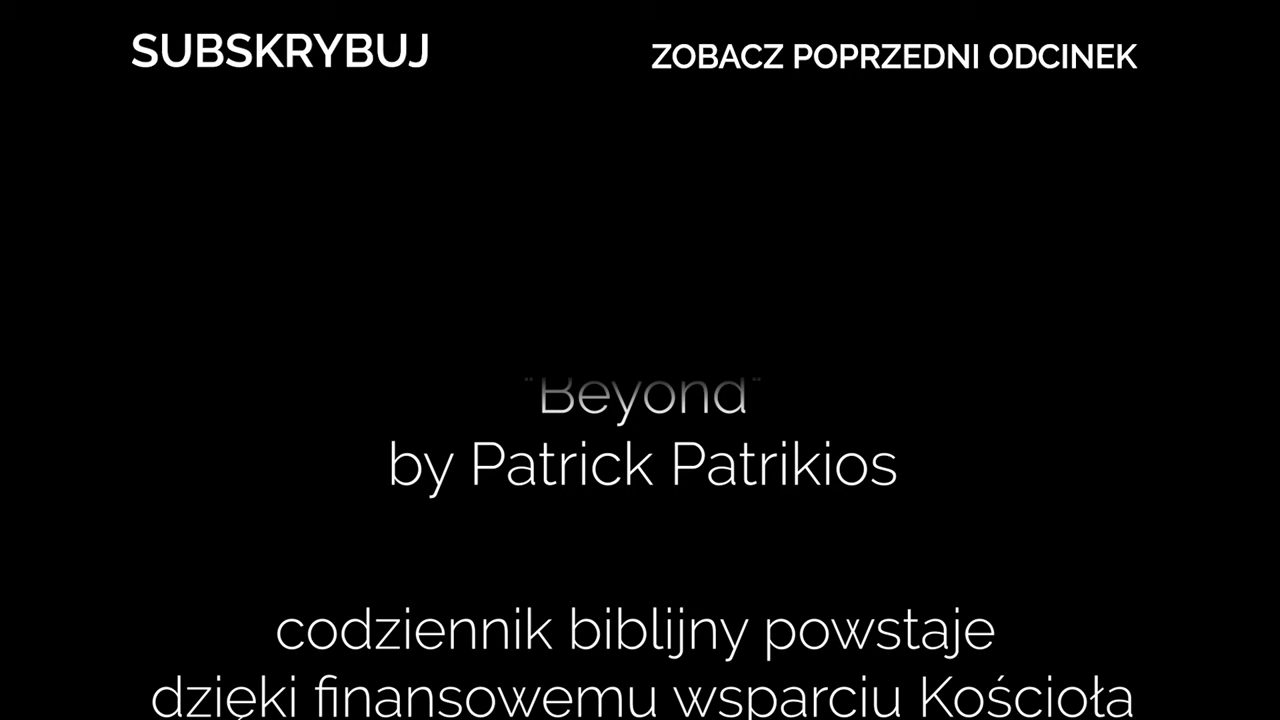 SUBSKRYBUJ
ZOBACZ POPRZEDNI ODCINEK
"Beyond"
by Patrick Patrikios
codziennik biblijny powstaje
dzięki finansowemu wsparciu Kościoła